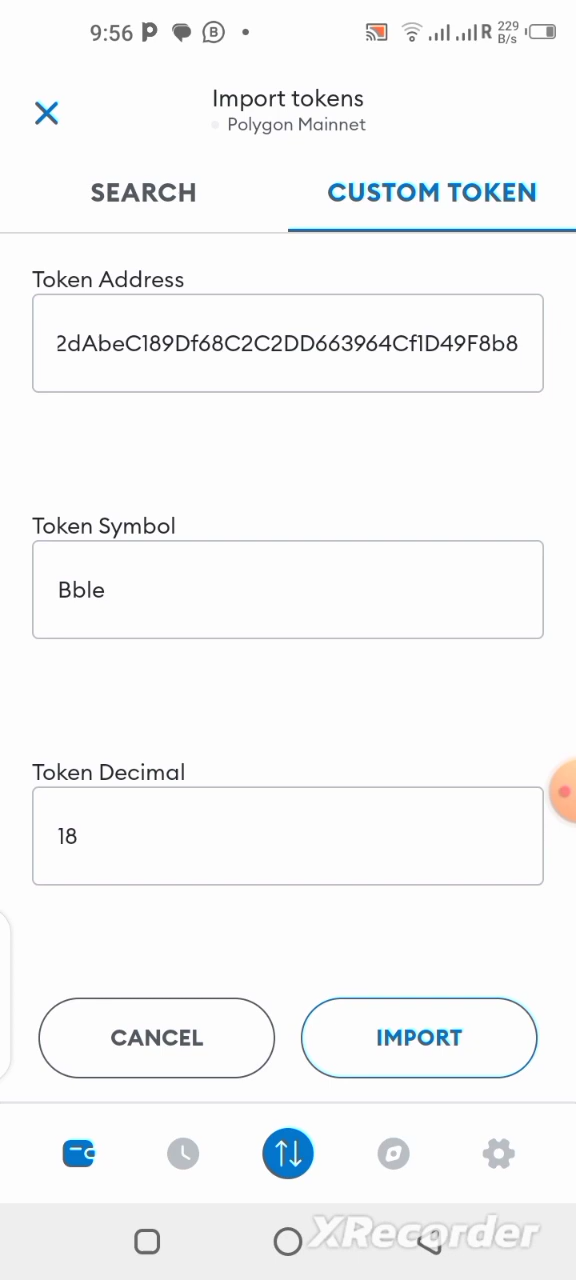 9:56
R 229 B/s
Import tokens
Polygon Mainnet
SEARCH CUSTOM TOKEN
Token Address
2dAbeC189Df68C2C2DD663964Cf1D49F8b8
Token Symbol
Bble
Token Decimal
18
CANCEL IMPORT
XRecorder